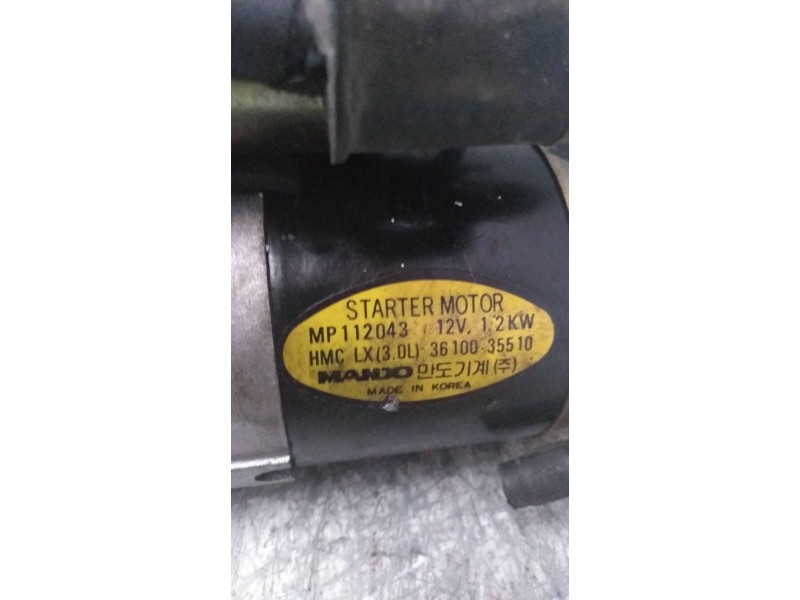 STARTER MOTOR
MP112043 12V, 1.2KW
HMC LX(3.0L) 36100-35510
MANDO 만도기계(주)
MADE IN KOREA